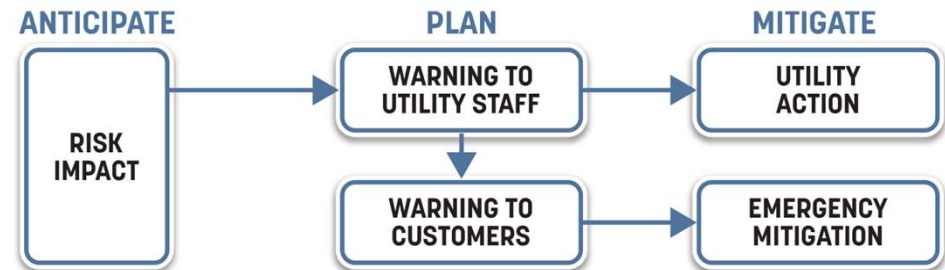 ANTICIPATE
PLAN
MITIGATE
RISK
IMPACT
WARNING TO
UTILITY STAFF
UTILITY
ACTION
WARNING TO
CUSTOMERS
EMERGENCY
MITIGATION